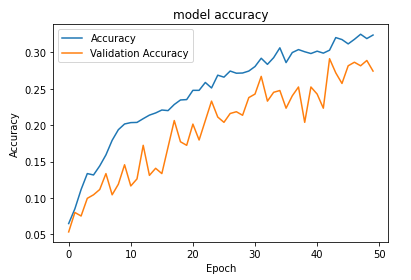 model accuracy
Accuracy
Validation Accuracy
0.30
0.25
0.20
0.15
0.10
0.05
Accuracy
0 10 20 30 40 50
Epoch